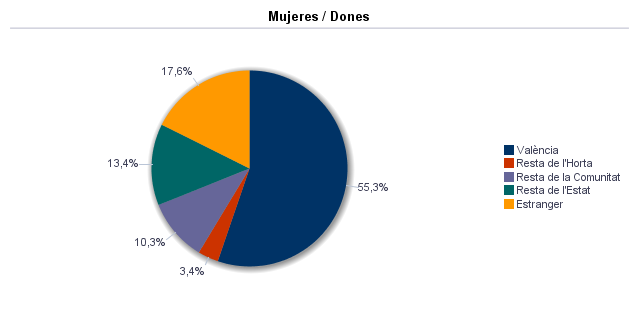 Mujeres / Dones
17,6%
13,4%
55,3%
10,3%
3,4%
València
Resta de l'Horta
Resta de la Comunitat
Resta de l'Estat
Estranger